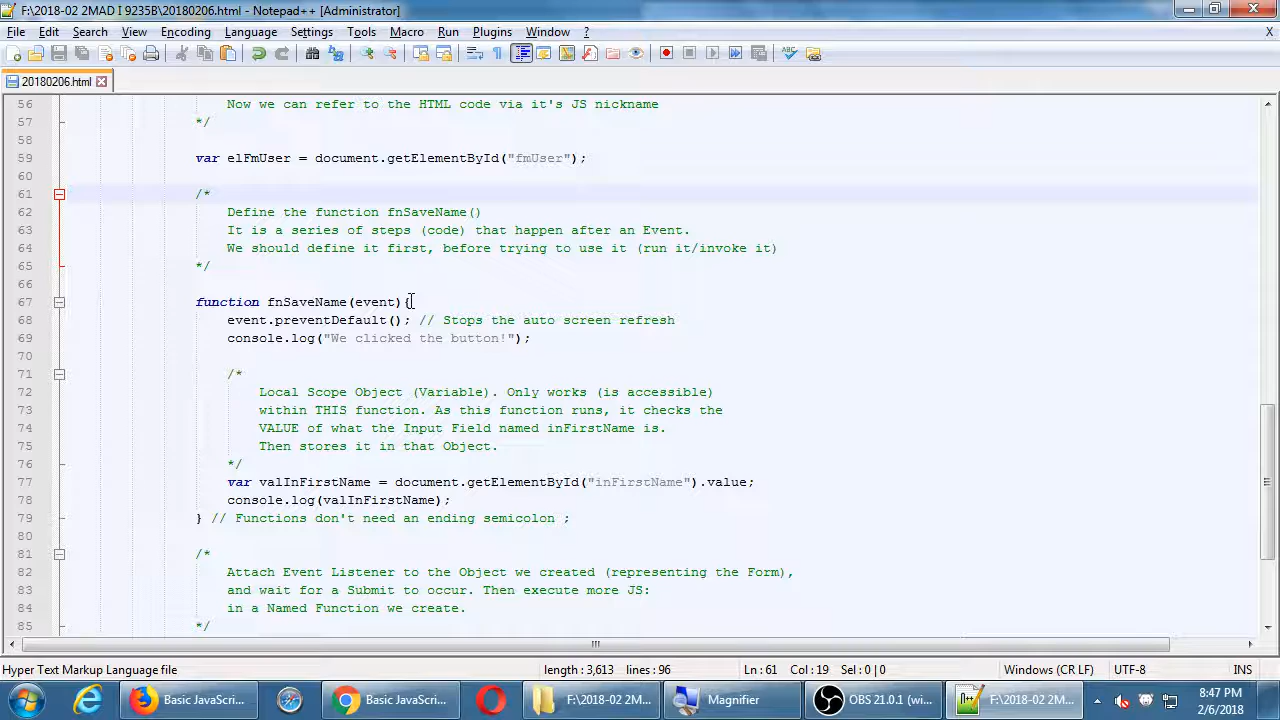 F:\2018-02 2MAD I 9235B\20180206.html - Notepad++ [Administrator]
File Edit Search View Encoding Language Settings Tools Macro Run Plugins Window ? X
20180206.html
56 Now we can refer to the HTML code via it's JS nickname
57 */
58
59 var elFmUser = document.getElementById("fmUser");
60
61 /*
62 Define the function fnSaveName()
63 It is a series of steps (code) that happen after an Event.
64 We should define it first, before trying to use it (run it/invoke it)
65 */
66
67 function fnSaveName(event){
68 event.preventDefault(); // Stops the auto screen refresh
69 console.log("We clicked the button!");
70
71 /*
72 Local Scope Object (Variable). Only works (is accessible)
73 within THIS function. As this function runs, it checks the
74 VALUE of what the Input Field named inFirstName is.
75 Then stores it in that Object.
76 */
77 var valInFirstName = document.getElementById("inFirstName").value;
78 console.log(valInFirstName);
79 } // Functions don't need an ending semicolon ;
80
81 /*
82 Attach Event Listener to the Object we created (representing the Form),
83 and wait for a Submit to occur. Then execute more JS:
84 in a Named Function we create.
85 */
Hyper Text Markup Language file length : 3,613 lines : 96 Ln : 61 Col : 19 Sel : 0 | 0 Windows (CR LF) UTF-8 INS
Basic JavaScri... Basic JavaScri... F:\2018-02 2M... Magnifier OBS 21.0.1 (wi... F:\2018-02 2M...
8:47 PM
2/6/2018